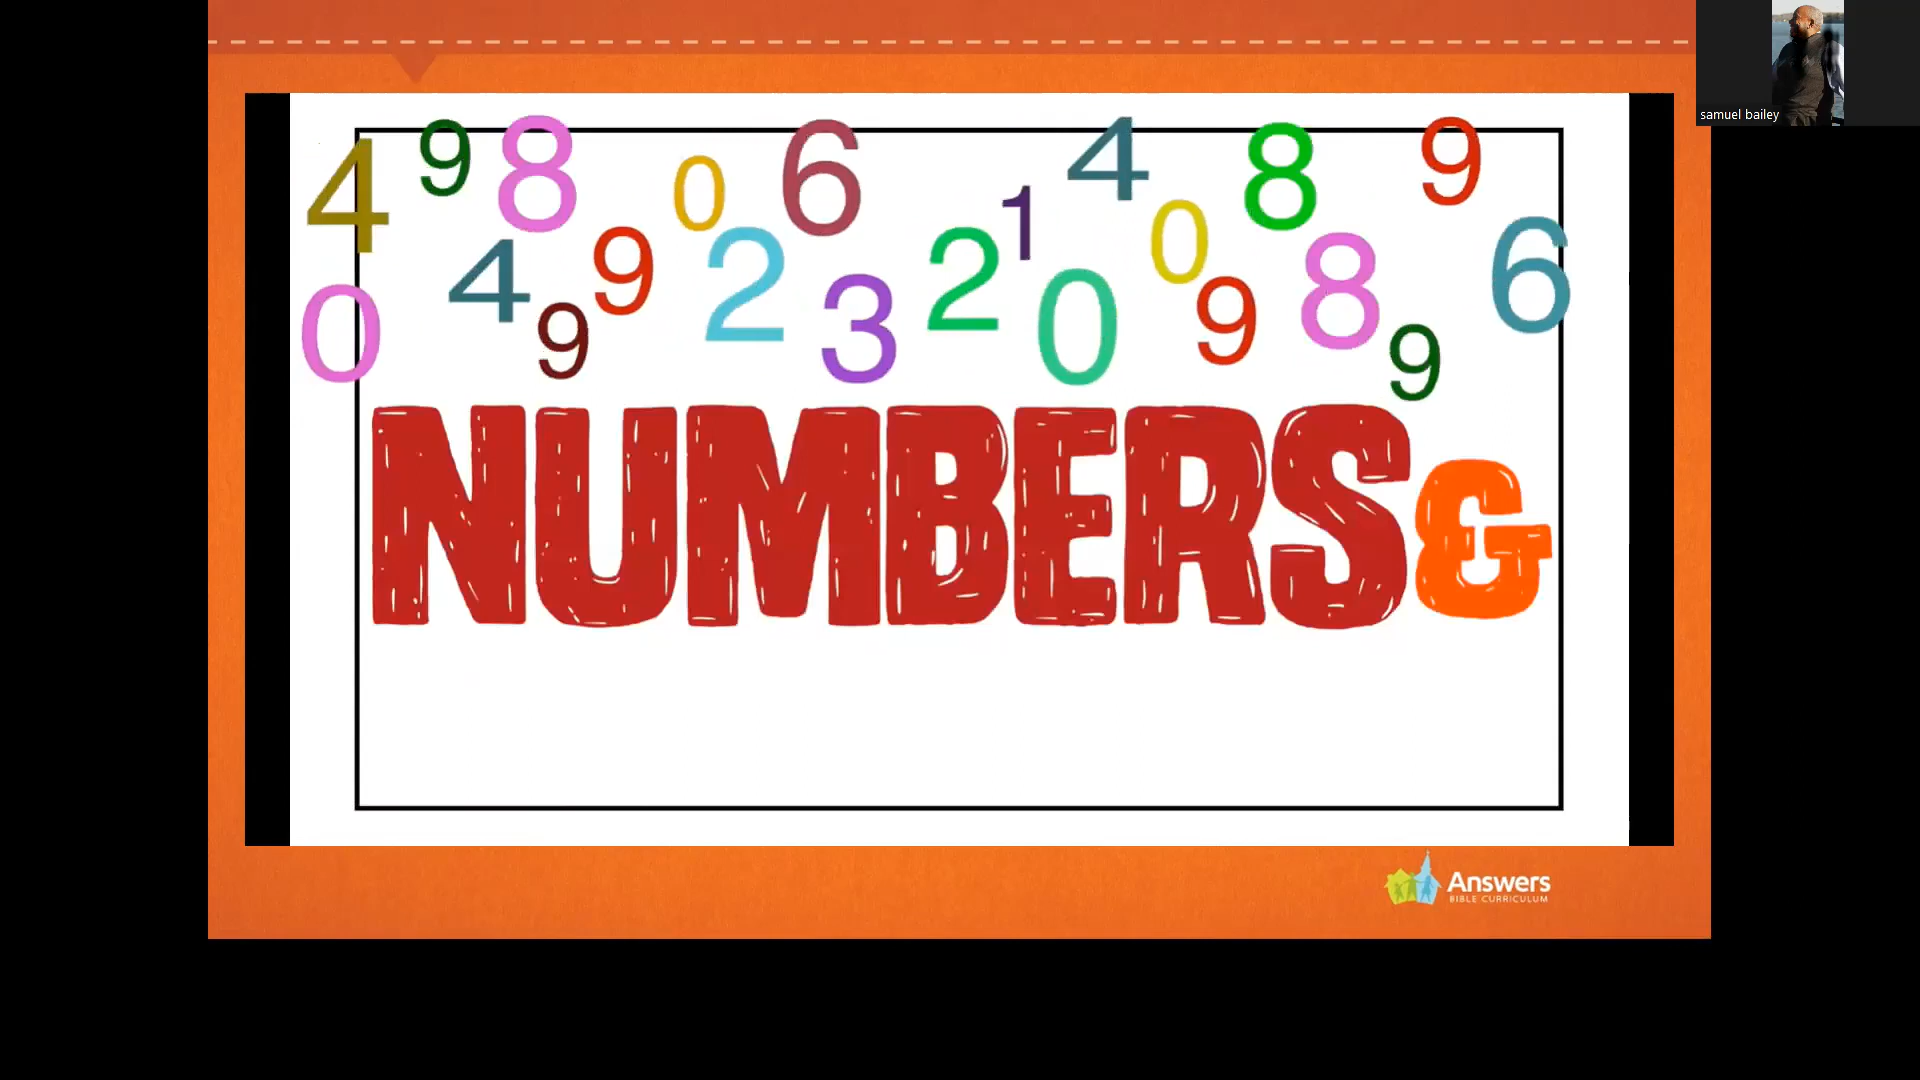 samuel bailey
4 9 8 0 6 1 4 0 8 9
0 4 9 9 2 3 2 0 9 8 9 6
NUMBERS &
Answers
BIBLE CURRICULUM